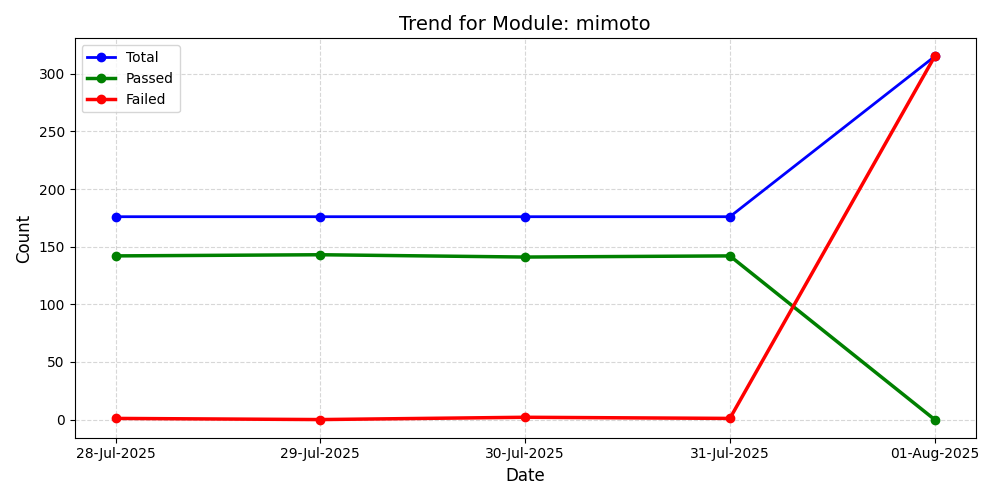 Trend for Module: mimoto
Total
Passed
Failed
300
250
200
150
100
50
0
Count
28-Jul-2025
29-Jul-2025
30-Jul-2025
31-Jul-2025
01-Aug-2025
Date